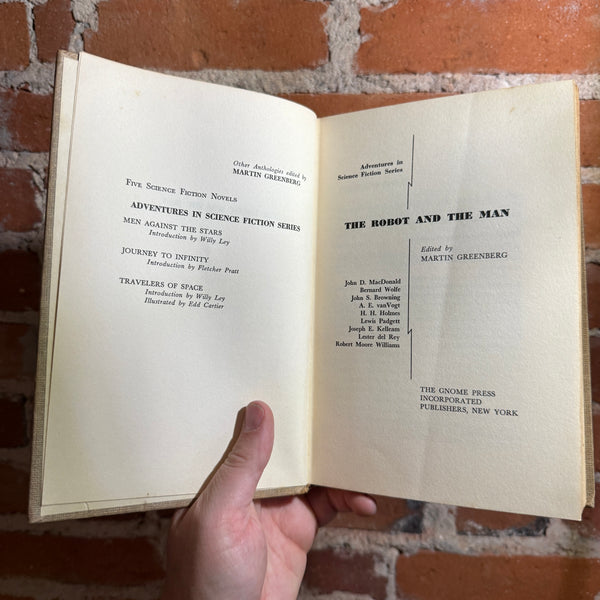 Other Anthologies edited by
MARTIN GREENBERG
FIVE SCIENCE FICTION NOVELS
ADVENTURES IN SCIENCE FICTION SERIES
MEN AGAINST THE STARS
Introduction by Willy Ley
JOURNEY TO INFINITY
Introduction by Fletcher Pratt
TRAVELERS OF SPACE
Introduction by Willy Ley
Illustrated by Edd Cartier
Adventures in
Science Fiction Series
THE ROBOT AND THE MAN
Edited by
MARTIN GREENBERG
John D. MacDonald
Bernard Wolfe
John S. Browning
A. E. vanVogt
H. H. Holmes
Lewis Padgett
Joseph E. Kelleam
Lester del Rey
Robert Moore Williams
THE GNOME PRESS
INCORPORATED
PUBLISHERS, NEW YORK